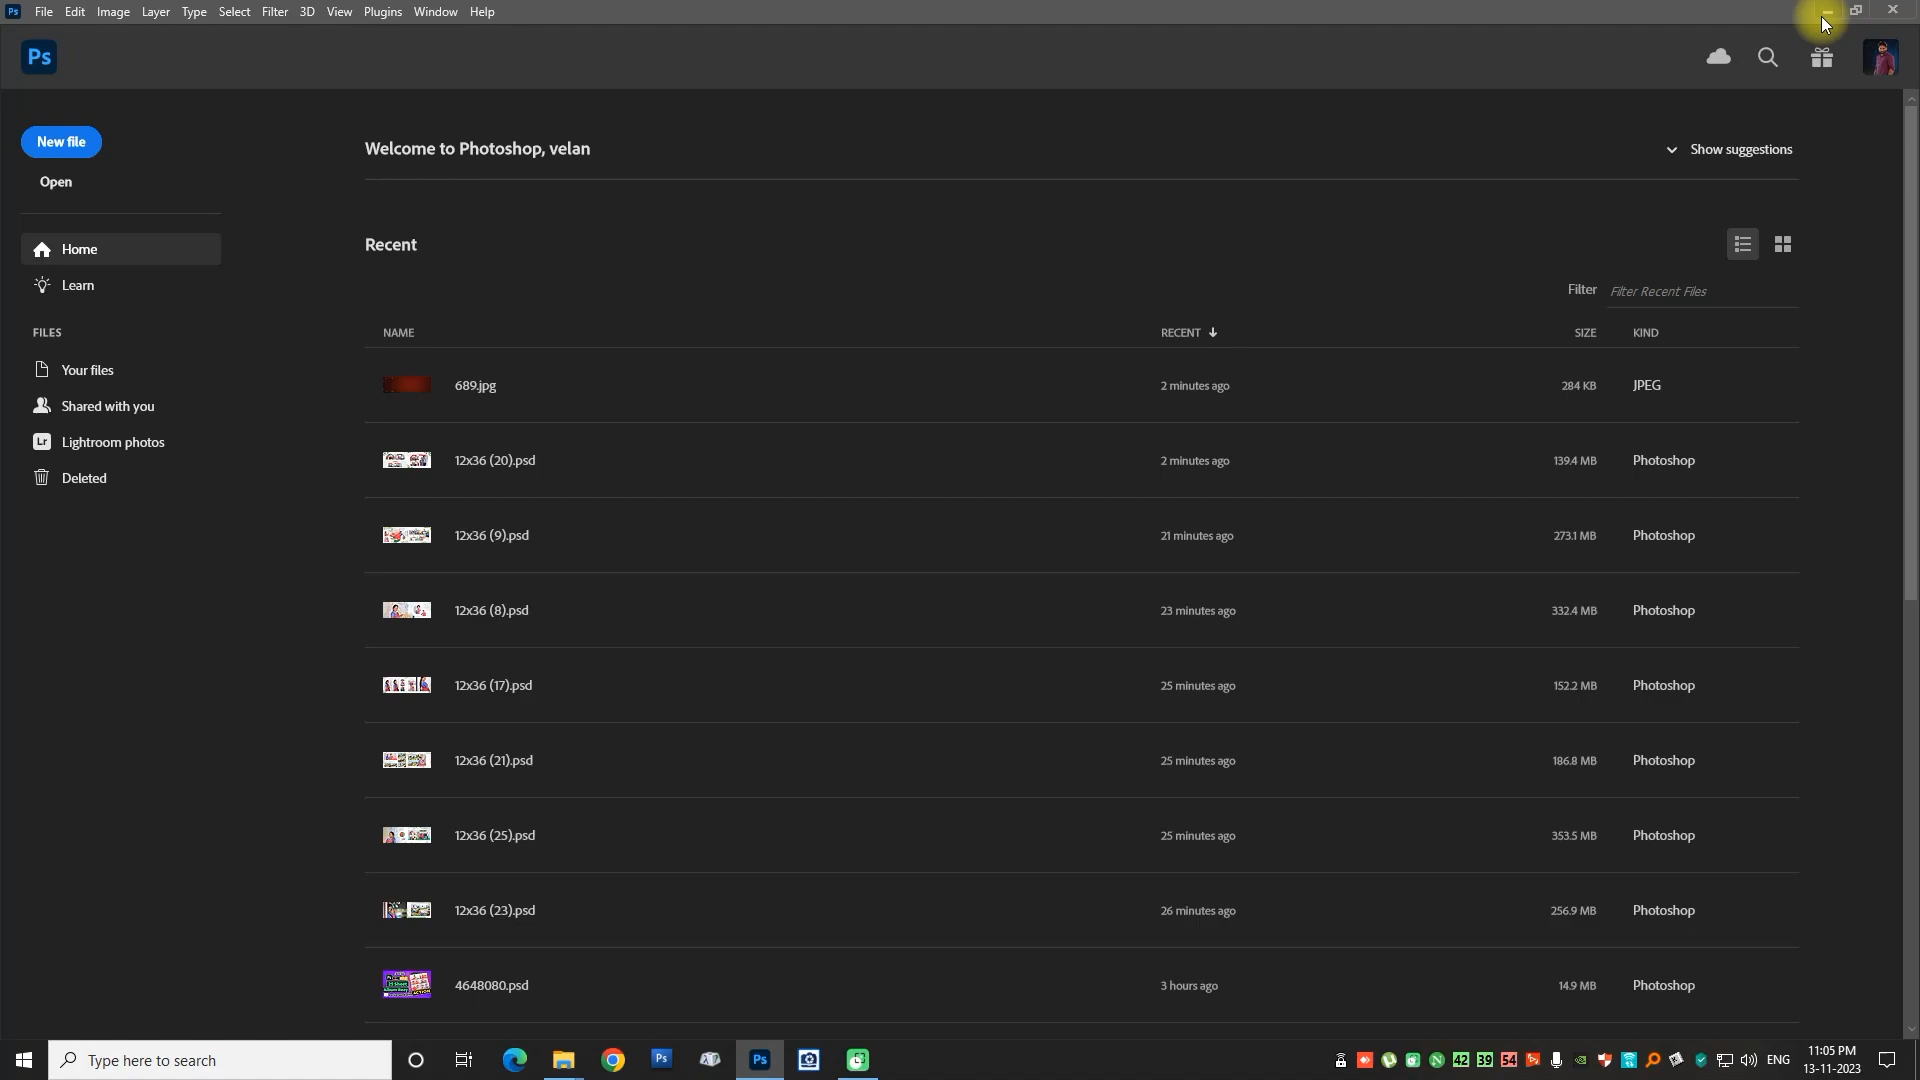 Ps File Edit Image Layer Type Select Filter 3D View Plugins Window Help
Ps
New file
Open
Home
Learn
FILES
Your files
Shared with you
Lr Lightroom photos
Deleted
Welcome to Photoshop, velan
Show suggestions
Recent
Filter Filter Recent Files
NAME RECENT SIZE KIND
689.jpg 2 minutes ago 284 KB JPEG
12x36 (20).psd 2 minutes ago 139.4 MB Photoshop
12x36 (9).psd 21 minutes ago 273.1 MB Photoshop
12x36 (8).psd 23 minutes ago 332.4 MB Photoshop
12x36 (17).psd 25 minutes ago 152.2 MB Photoshop
12x36 (21).psd 25 minutes ago 186.8 MB Photoshop
12x36 (25).psd 25 minutes ago 353.5 MB Photoshop
12x36 (23).psd 26 minutes ago 256.9 MB Photoshop
4648080.psd 3 hours ago 14.9 MB Photoshop
Type here to search Ps Ps 42 39 54 ENG 11:05 PM
13-11-2023